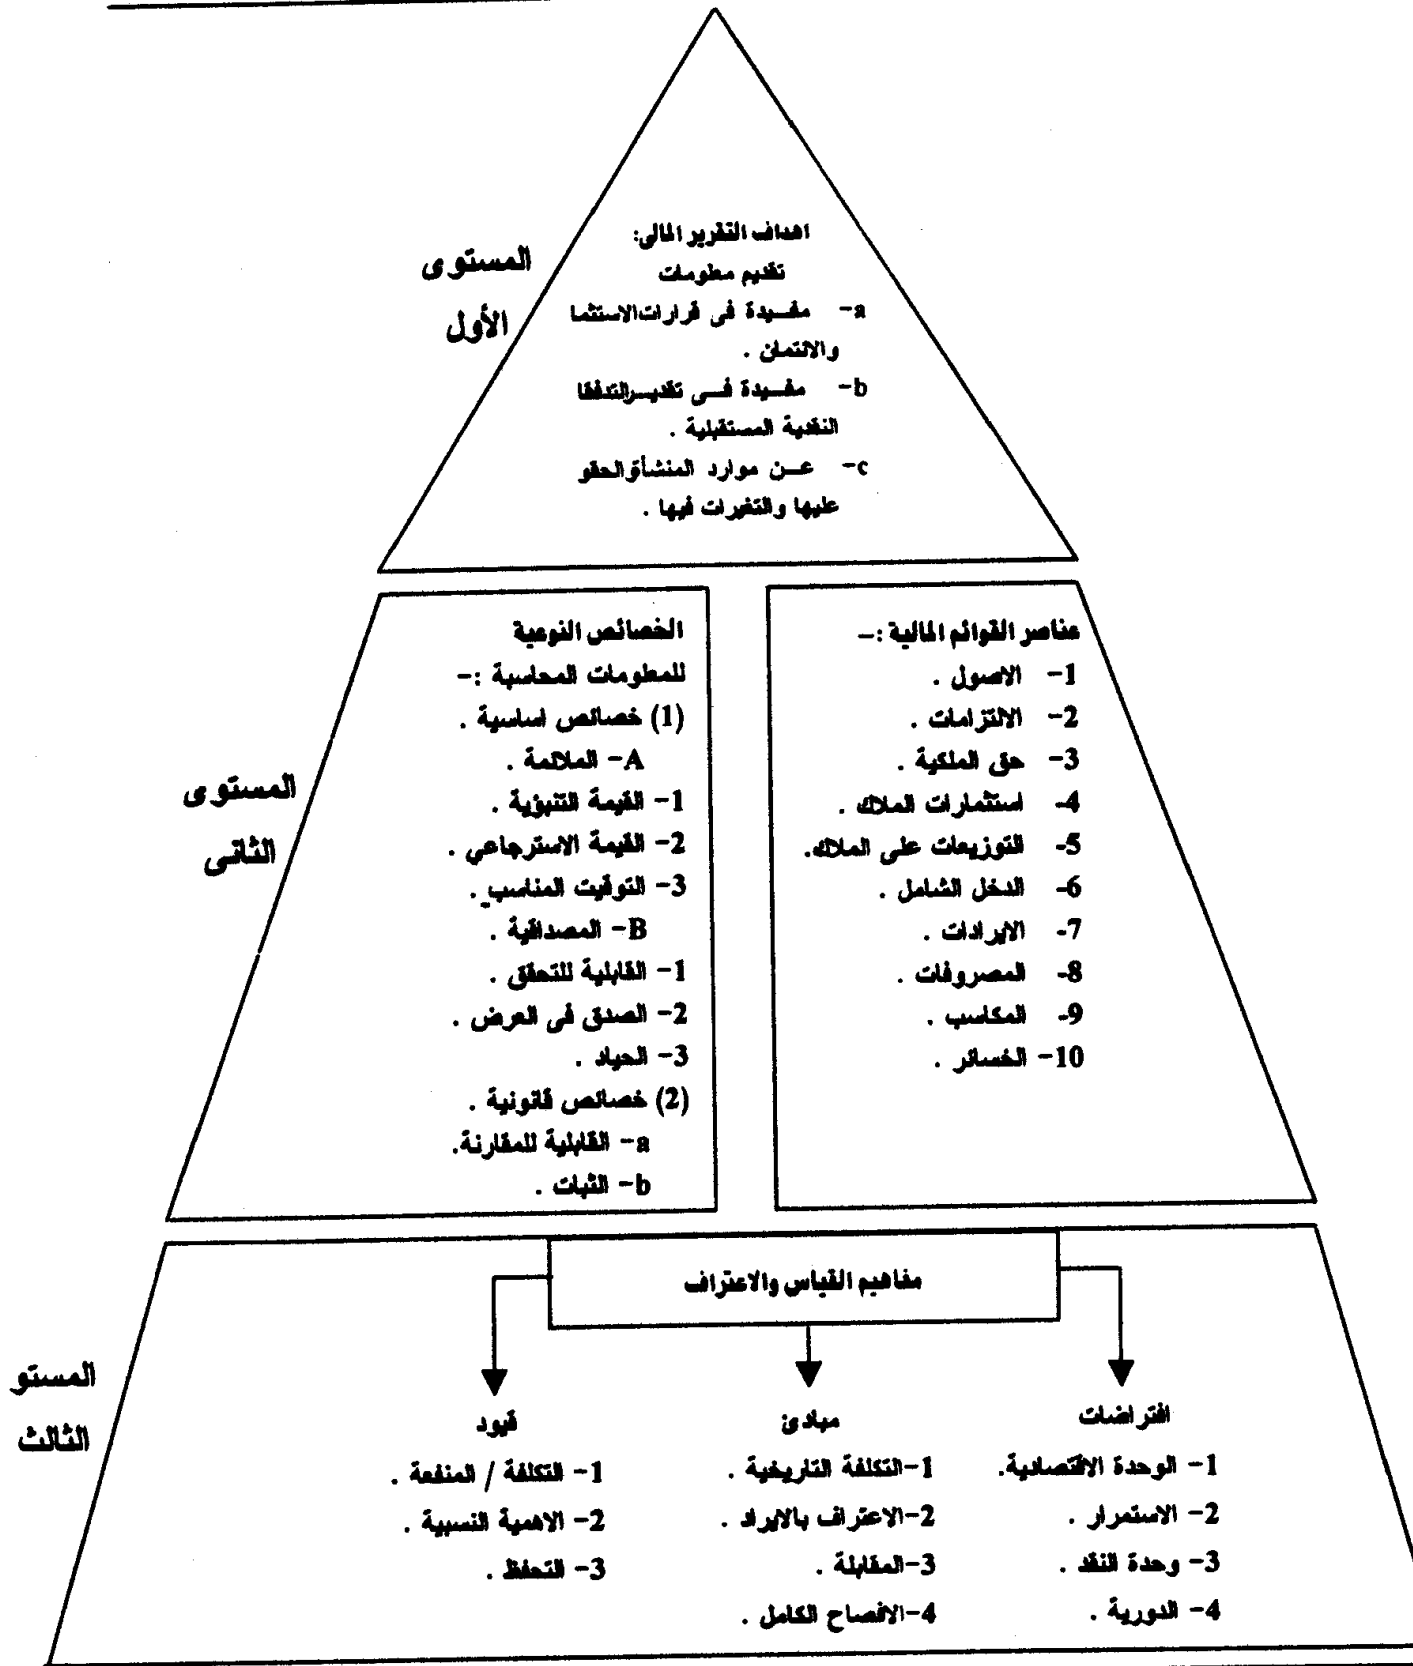 المستوى
الأول
اهداف التقرير المالى:
تقديم معلومات
a- مفيدة فى قرارات الاستثما
والائتمان .
b- مفيدة فى تقدير التدفقا
النقدية المستقبلية .
c- عن موارد المنشأة والحقو
عليها والتغيرات فيها .
المستوى
الثانى
عناصر القوائم المالية :-
1- الاصول .
2- الالتزامات .
3- حق الملكية .
4- استثمارات الملاك .
5- التوزيعات على الملاك.
6- الدخل الشامل .
7- الايرادات .
8- المصروفات .
9- المكاسب .
10- الخسائر .
الخصائص النوعية
للمعلومات المحاسبة :-
(1) خصائص اساسية .
A- الملائمة .
1- القيمة التنبؤية .
2- القيمة الاسترجاعي .
3- التوقيت المناسب .
B- المصداقية .
1- القابلية للتحقق .
2- الصدق فى العرض .
3- الحياد .
(2) خصائص قانونية .
a- القابلية للمقارنة.
b- الثبات .
المستو
الثالث
مفاهيم القياس والاعتراف
افتراضات
1- الوحدة الاقتصادية.
2- الاستمرار .
3- وحدة النقد .
4- الدورية .
مبادئ
1-التكلفة التاريخية .
2-الاعتراف بالايراد .
3-المقابلة .
4-الافصاح الكامل .
قيود
1- التكلفة / المنفعة .
2- الاهمية النسبية .
3- التحفظ .